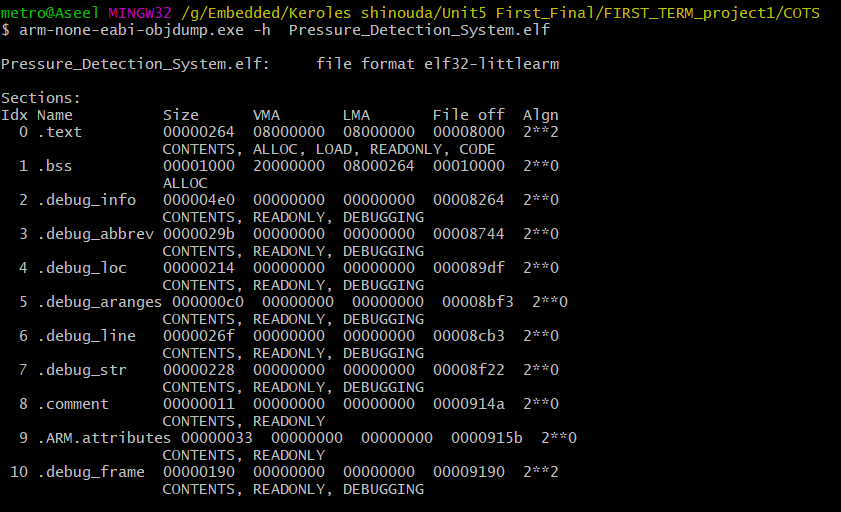 metro@Aseel MINGW32 /g/Embedded/Keroles shinouda/Unit5 First_Final/FIRST_TERM_project1/COTS
$ arm-none-eabi-objdump.exe -h  Pressure_Detection_System.elf

Pressure_Detection_System.elf:     file format elf32-littlearm

Sections:
Idx Name          Size      VMA       LMA       File off  Algn
  0 .text         00000264  08000000  08000000  00008000  2**2
                  CONTENTS, ALLOC, LOAD, READONLY, CODE
  1 .bss          00001000  20000000  08000264  00010000  2**0
                  ALLOC
  2 .debug_info   000004e0  00000000  00000000  00008264  2**0
                  CONTENTS, READONLY, DEBUGGING
  3 .debug_abbrev 0000029b  00000000  00000000  00008744  2**0
                  CONTENTS, READONLY, DEBUGGING
  4 .debug_loc    00000214  00000000  00000000  000089df  2**0
                  CONTENTS, READONLY, DEBUGGING
  5 .debug_aranges 000000c0  00000000  00000000  00008bf3  2**0
                  CONTENTS, READONLY, DEBUGGING
  6 .debug_line   0000026f  00000000  00000000  00008cb3  2**0
                  CONTENTS, READONLY, DEBUGGING
  7 .debug_str    00000228  00000000  00000000  00008f22  2**0
                  CONTENTS, READONLY, DEBUGGING
  8 .comment      00000011  00000000  00000000  0000914a  2**0
                  CONTENTS, READONLY
  9 .ARM.attributes 00000033  00000000  00000000  0000915b  2**0
                  CONTENTS, READONLY
 10 .debug_frame  00000190  00000000  00000000  00009190  2**2
                  CONTENTS, READONLY, DEBUGGING